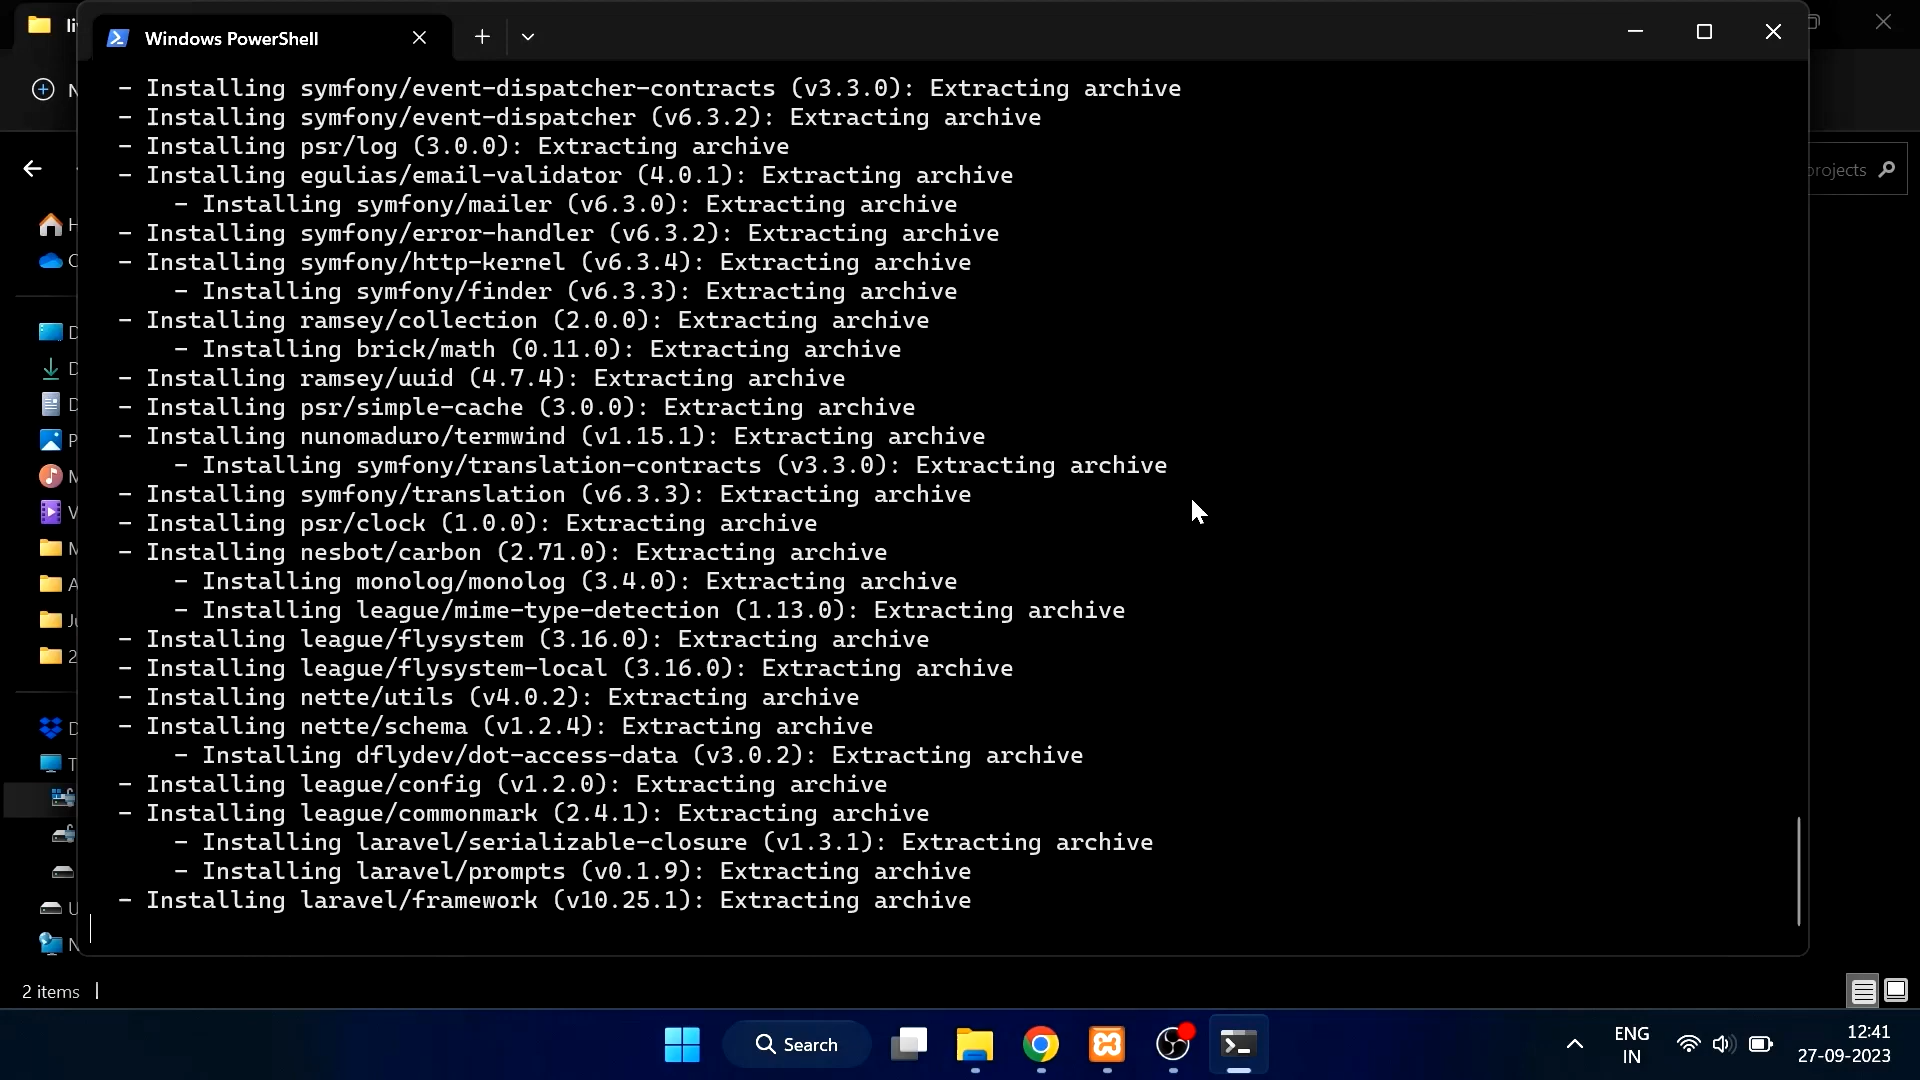 li
Windows PowerShell
N
- Installing symfony/event-dispatcher-contracts (v3.3.0): Extracting archive
- Installing symfony/event-dispatcher (v6.3.2): Extracting archive
- Installing psr/log (3.0.0): Extracting archive
- Installing egulias/email-validator (4.0.1): Extracting archive
- Installing symfony/mailer (v6.3.0): Extracting archive
- Installing symfony/error-handler (v6.3.2): Extracting archive
- Installing symfony/http-kernel (v6.3.4): Extracting archive
- Installing symfony/finder (v6.3.3): Extracting archive
- Installing ramsey/collection (2.0.0): Extracting archive
- Installing brick/math (0.11.0): Extracting archive
- Installing ramsey/uuid (4.7.4): Extracting archive
- Installing psr/simple-cache (3.0.0): Extracting archive
- Installing nunomaduro/termwind (v1.15.1): Extracting archive
- Installing symfony/translation-contracts (v3.3.0): Extracting archive
- Installing symfony/translation (v6.3.3): Extracting archive
- Installing psr/clock (1.0.0): Extracting archive
- Installing nesbot/carbon (2.71.0): Extracting archive
- Installing monolog/monolog (3.4.0): Extracting archive
- Installing league/mime-type-detection (1.13.0): Extracting archive
- Installing league/flysystem (3.16.0): Extracting archive
- Installing league/flysystem-local (3.16.0): Extracting archive
- Installing nette/utils (v4.0.2): Extracting archive
- Installing nette/schema (v1.2.4): Extracting archive
- Installing dflydev/dot-access-data (v3.0.2): Extracting archive
- Installing league/config (v1.2.0): Extracting archive
- Installing league/commonmark (2.4.1): Extracting archive
- Installing laravel/serializable-closure (v1.3.1): Extracting archive
- Installing laravel/prompts (v0.1.9): Extracting archive
- Installing laravel/framework (v10.25.1): Extracting archive
projects
2 items
Search
ENG
IN
12:41
27-09-2023